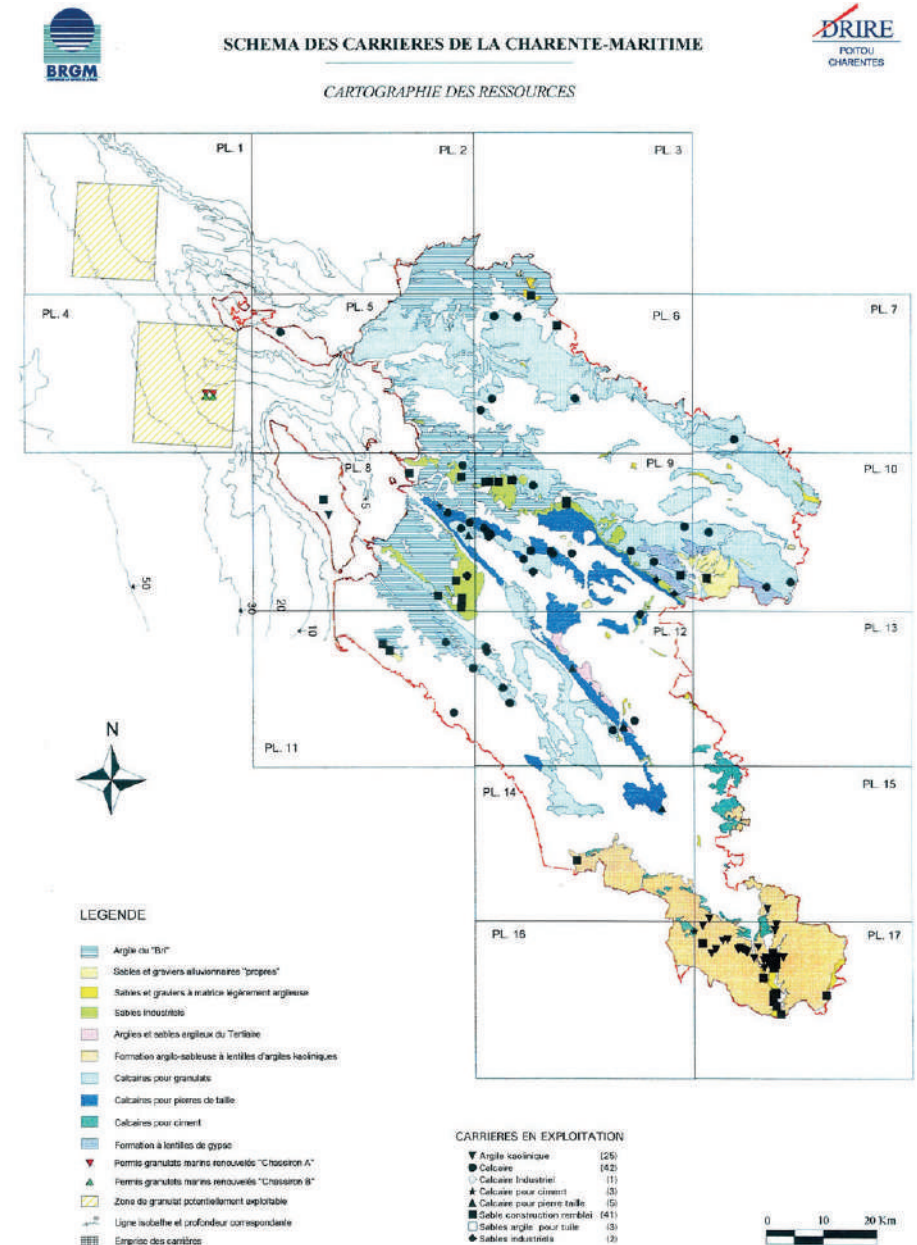 BRGM
SCHEMA DES CARRIERES DE LA CHARENTE-MARITIME
CARTOGRAPHIE DES RESSOURCES
DRIRE
POITOU
CHARENTES
PL. 1
PL. 2
PL. 3
PL. 4
PL. 5
PL. 6
PL. 7
PL. 8
PL. 9
PL. 10
5
50
30
20
10
PL. 12
PL. 13
N
PL. 11
PL. 14
PL. 15
PL. 16
PL. 17
LEGENDE
Argile du "Bri"
Sables et graviers alluvionnaires "propres"
Sables et graviers à matrice légèrement argileuse
Sables industriels
Argiles et sables argileux du Tertiaire
Formation argilo-sableuse à lentilles d'argiles kaoliniques
Calcaires pour granulats
Calcaires pour pierres de taille
Calcaires pour ciment
Formation à lentilles de gypse
Permis granulats marins renouvelés "Chassiron A"
Permis granulats marins renouvelés "Chassiron B"
Zone de granulat potentiellement exploitable
Ligne isobathe et profondeur correspondante
Emprise des carrières
CARRIERES EN EXPLOITATION
Argile kaolinique (25)
Calcaire (42)
Calcaire Industriel (1)
Calcaire pour ciment (3)
Calcaire pour pierre taille (5)
Sable construction remblai (41)
Sables argile pour tuile (3)
Sables industriels (2)
0 10 20 Km